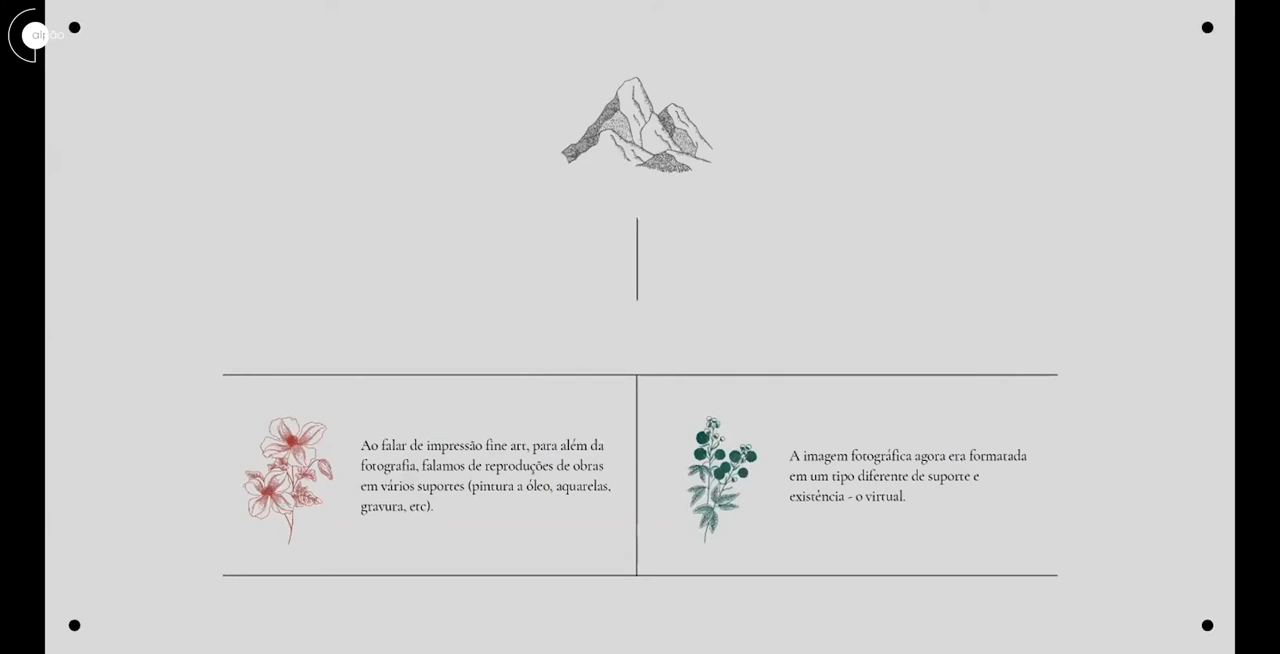 alpão
Ao falar de impressão fine art, para além da
fotografia, falamos de reproduções de obras
em vários suportes (pintura a óleo, aquarelas,
gravura, etc).
A imagem fotográfica agora era formatada
em um tipo diferente de suporte e
existência - o virtual.